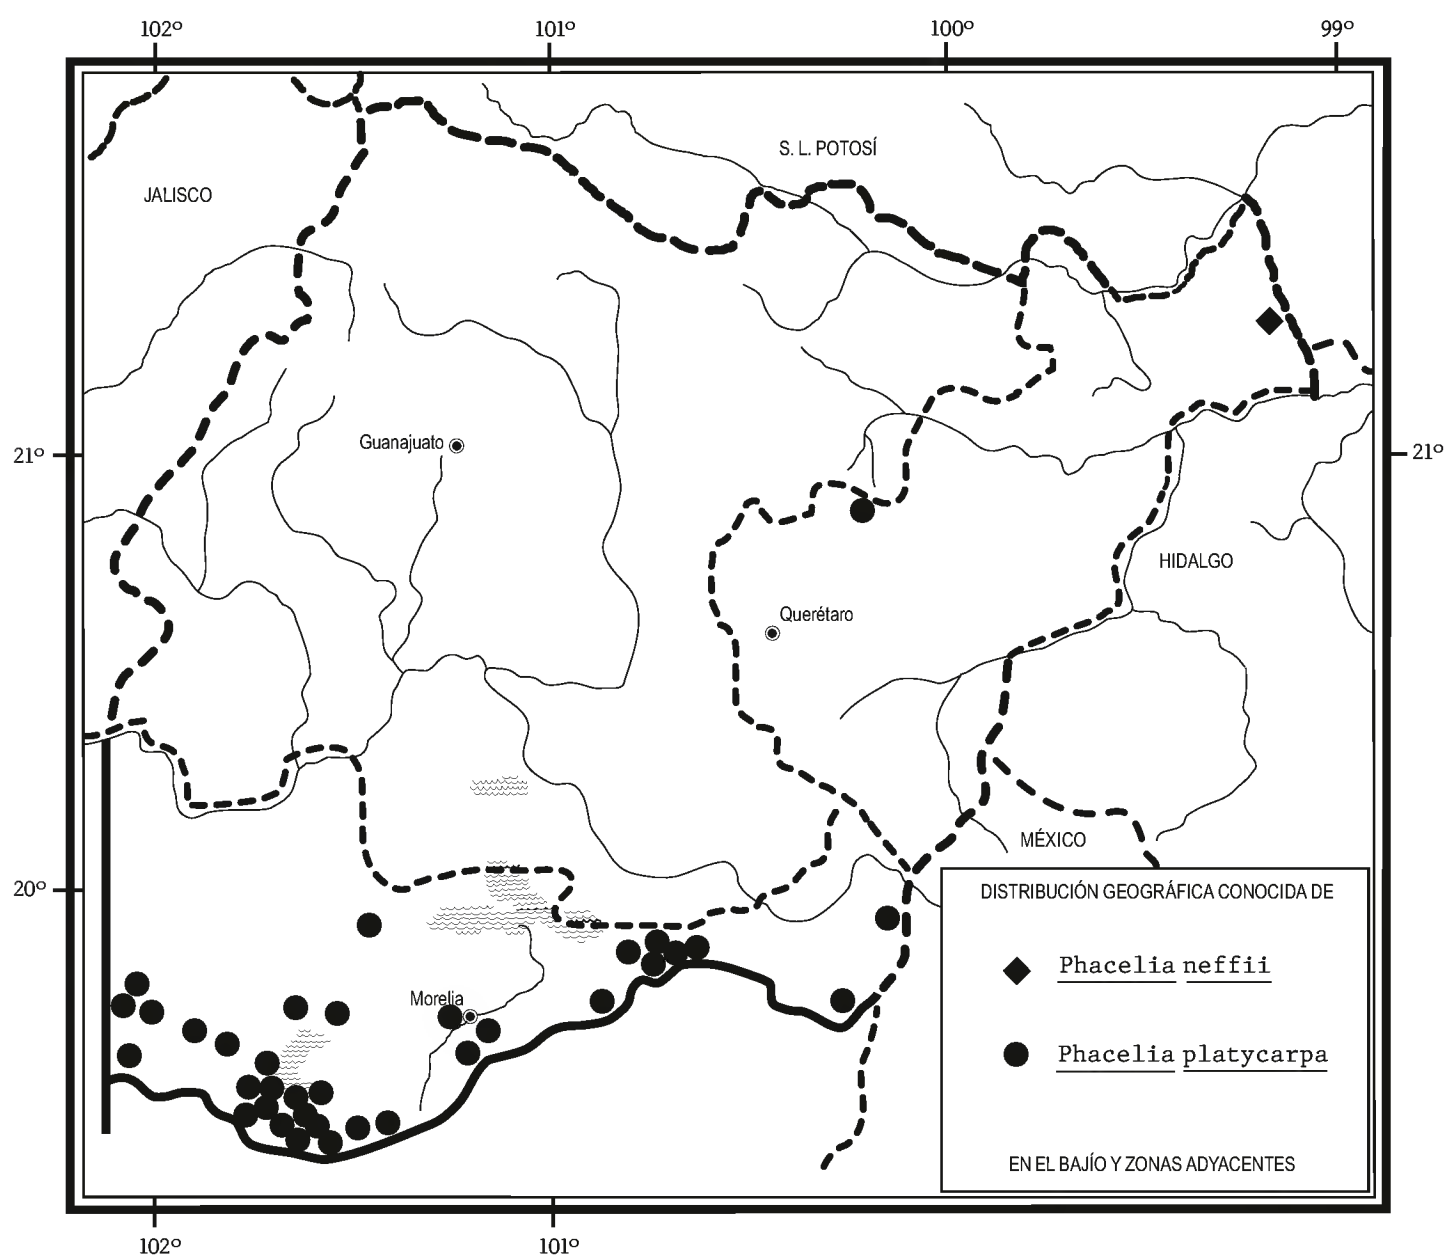 102º
101º
100º
99º
S. L. POTOSÍ
JALISCO
Guanajuato
21º
21º
HIDALGO
Querétaro
MÉXICO
20º
DISTRIBUCIÓN GEOGRÁFICA CONOCIDA DE
Phacelia neffii
Morelia
Phacelia platycarpa
EN EL BAJÍO Y ZONAS ADYACENTES
102º
101º